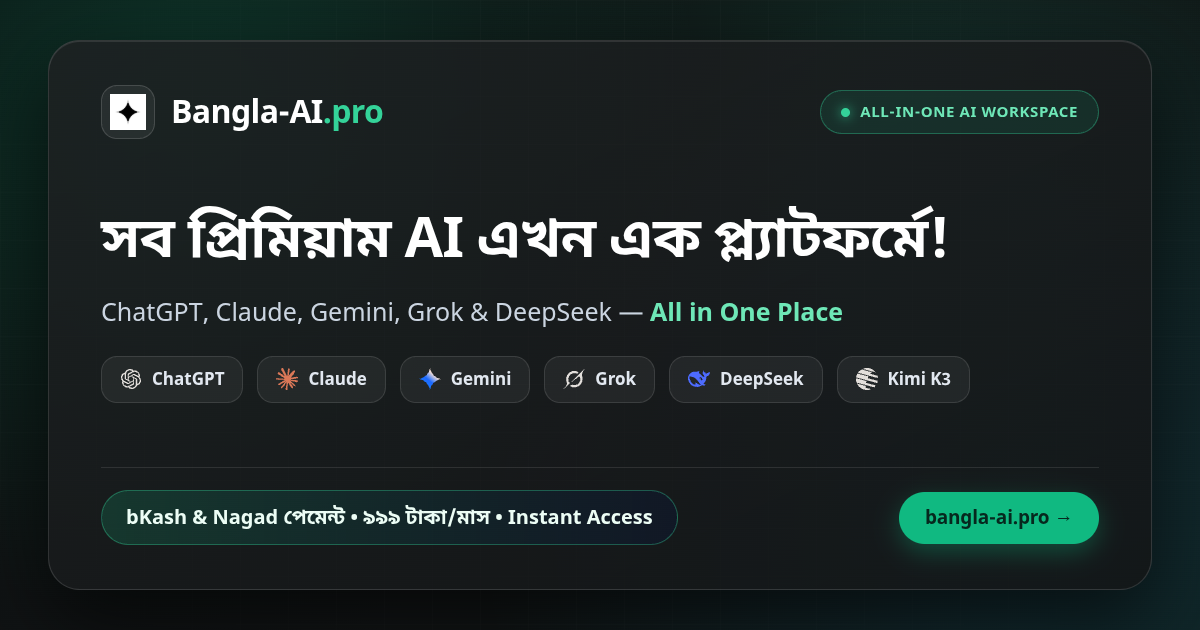 Bangla-AI.pro
ALL-IN-ONE AI WORKSPACE
সব প্রিমিয়াম AI এখন এক প্ল্যাটফর্মে!
ChatGPT, Claude, Gemini, Grok & DeepSeek — All in One Place
ChatGPT Claude Gemini Grok DeepSeek Kimi K3
bKash & Nagad পেমেন্ট • ৯৯৯ টাকা/মাস • Instant Access
bangla-ai.pro →